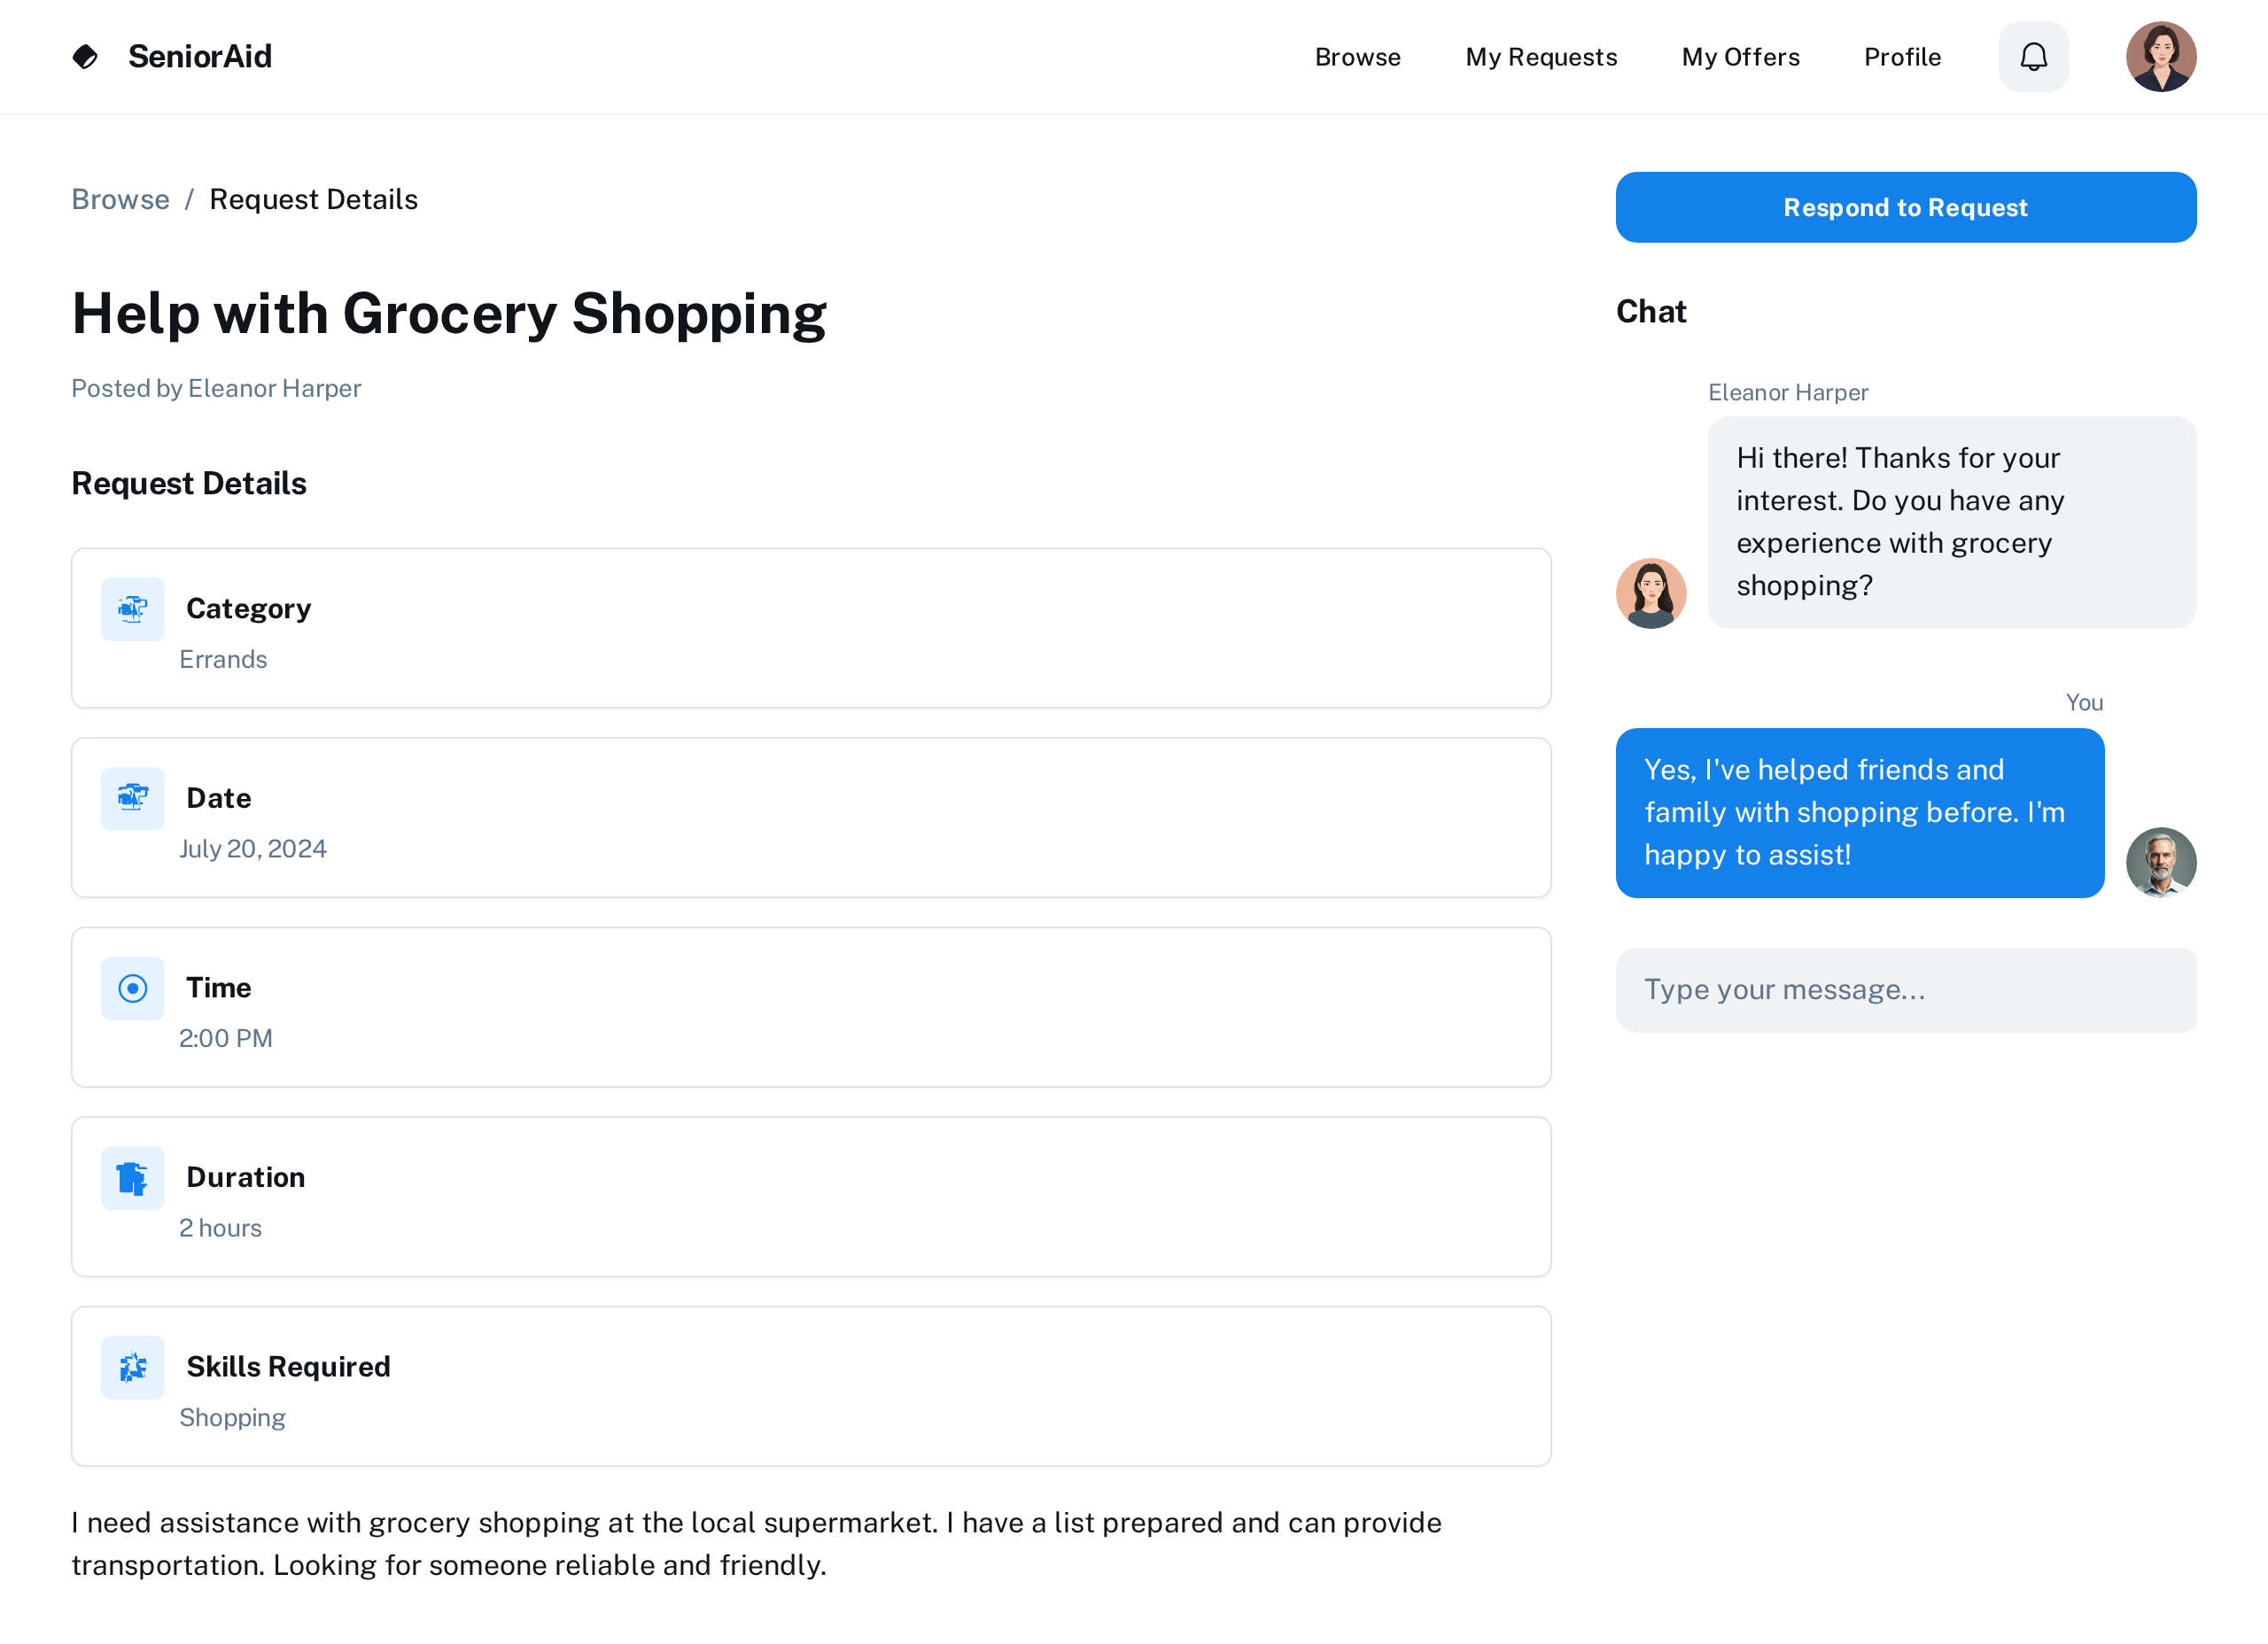 SeniorAid
Browse
My Requests
My Offers
Profile
Browse / Request Details
Help with Grocery Shopping
Posted by Eleanor Harper
Request Details
Category
Errands
Date
July 20, 2024
Time
2:00 PM
Duration
2 hours
Skills Required
Shopping
I need assistance with grocery shopping at the local supermarket. I have a list prepared and can provide
transportation. Looking for someone reliable and friendly.
Respond to Request
Chat
Eleanor Harper
Hi there! Thanks for your
interest. Do you have any
experience with grocery
shopping?
You
Yes, I've helped friends and
family with shopping before. I'm
happy to assist!
Type your message...